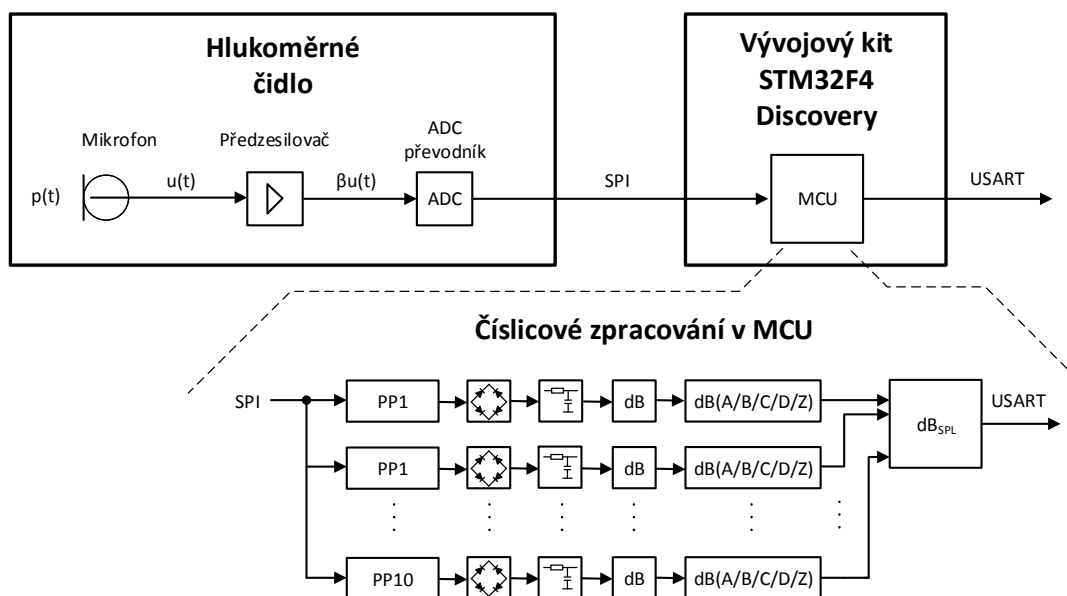 Hlukoměrné
čidlo
Vývojový kit
STM32F4
Discovery
Mikrofon
Předzesilovač
ADC
převodník
p(t)
u(t)
βu(t)
ADC
SPI
MCU
USART
Číslicové zpracování v MCU
SPI
PP1
dB
dB(A/B/C/D/Z)
dB_SPL
USART
PP1
dB
dB(A/B/C/D/Z)
PP10
dB
dB(A/B/C/D/Z)